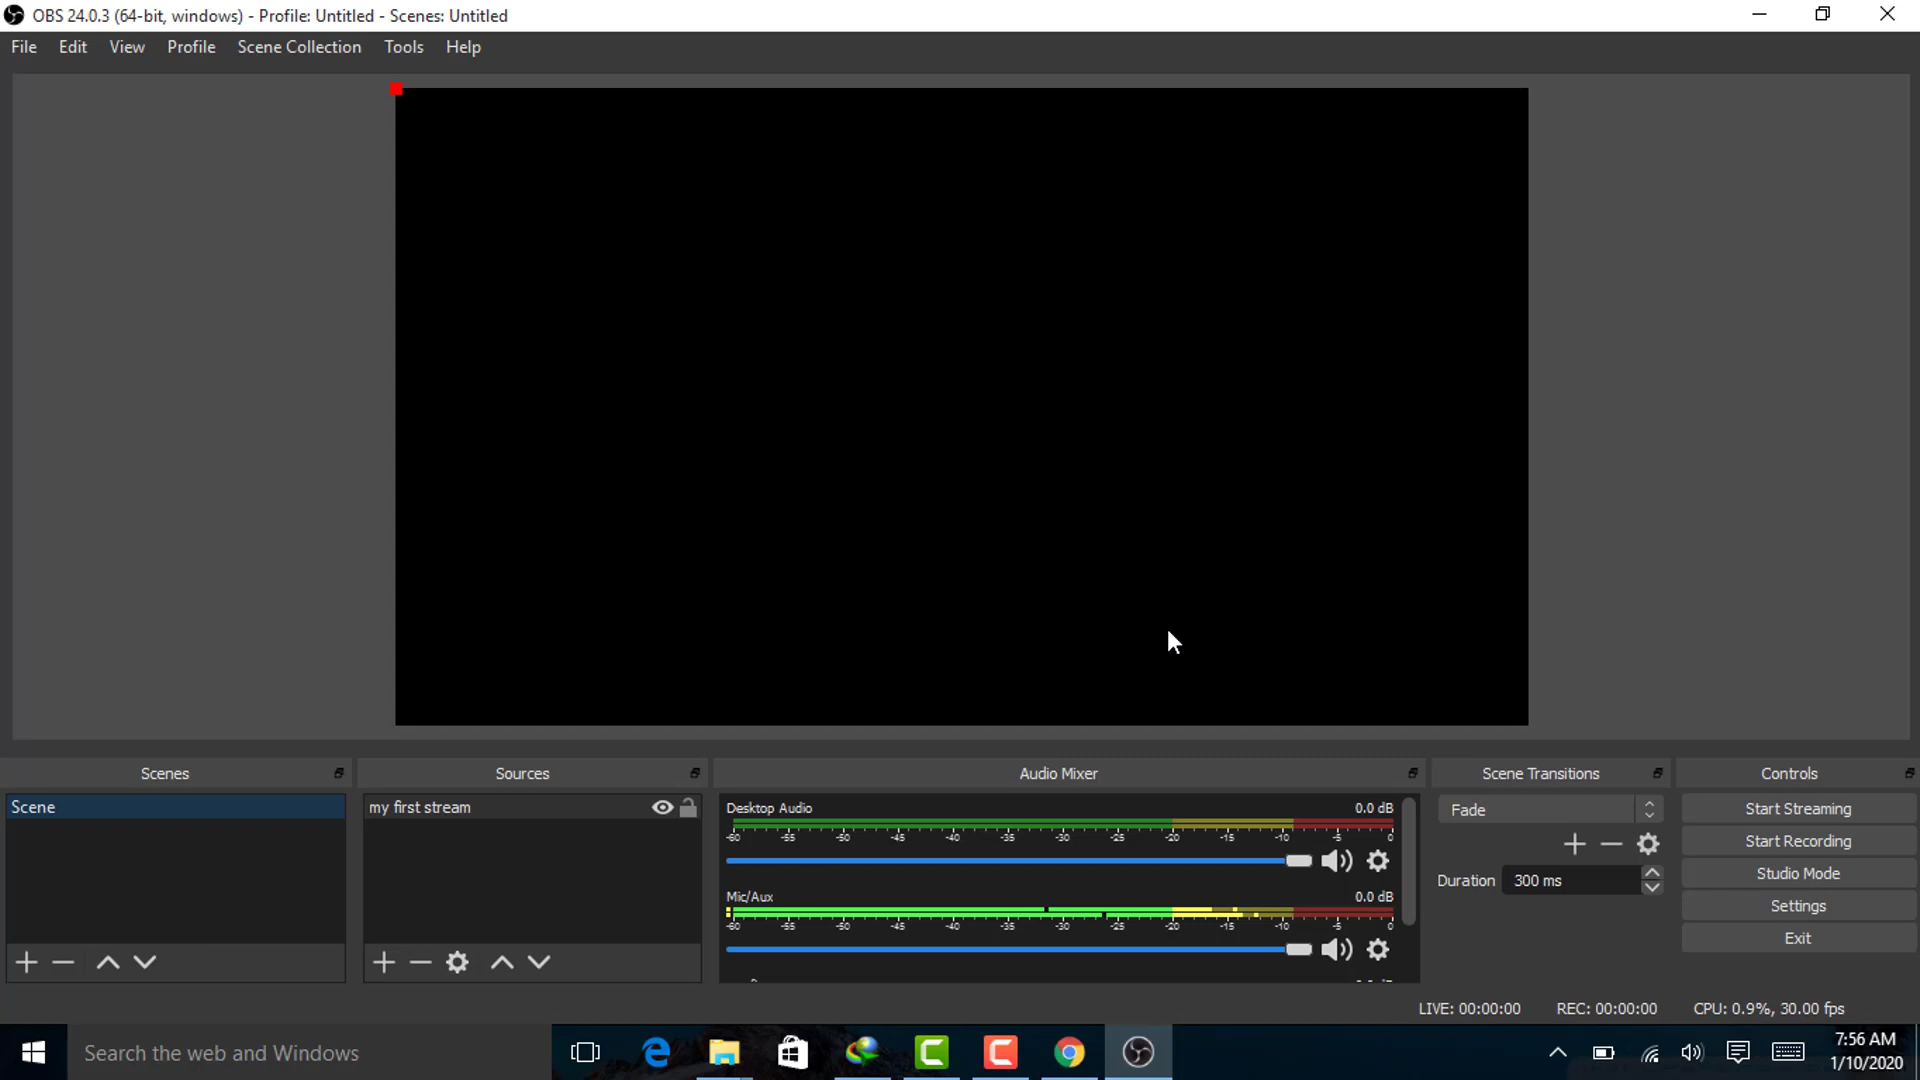 OBS 24.0.3 (64-bit, windows) - Profile: Untitled - Scenes: Untitled
File Edit View Profile Scene Collection Tools Help
Scenes Sources Audio Mixer Scene Transitions Controls
Scene
my first stream
Desktop Audio 0.0 dB
-60 -55 -50 -45 -40 -35 -30 -25 -20 -15 -10 -5 0
Mic/Aux 0.0 dB
-60 -55 -50 -45 -40 -35 -30 -25 -20 -15 -10 -5 0
Fade
Duration 300 ms
Start Streaming
Start Recording
Studio Mode
Settings
Exit
LIVE: 00:00:00 REC: 00:00:00 CPU: 0.9%, 30.00 fps
Search the web and Windows
7:56 AM
1/10/2020